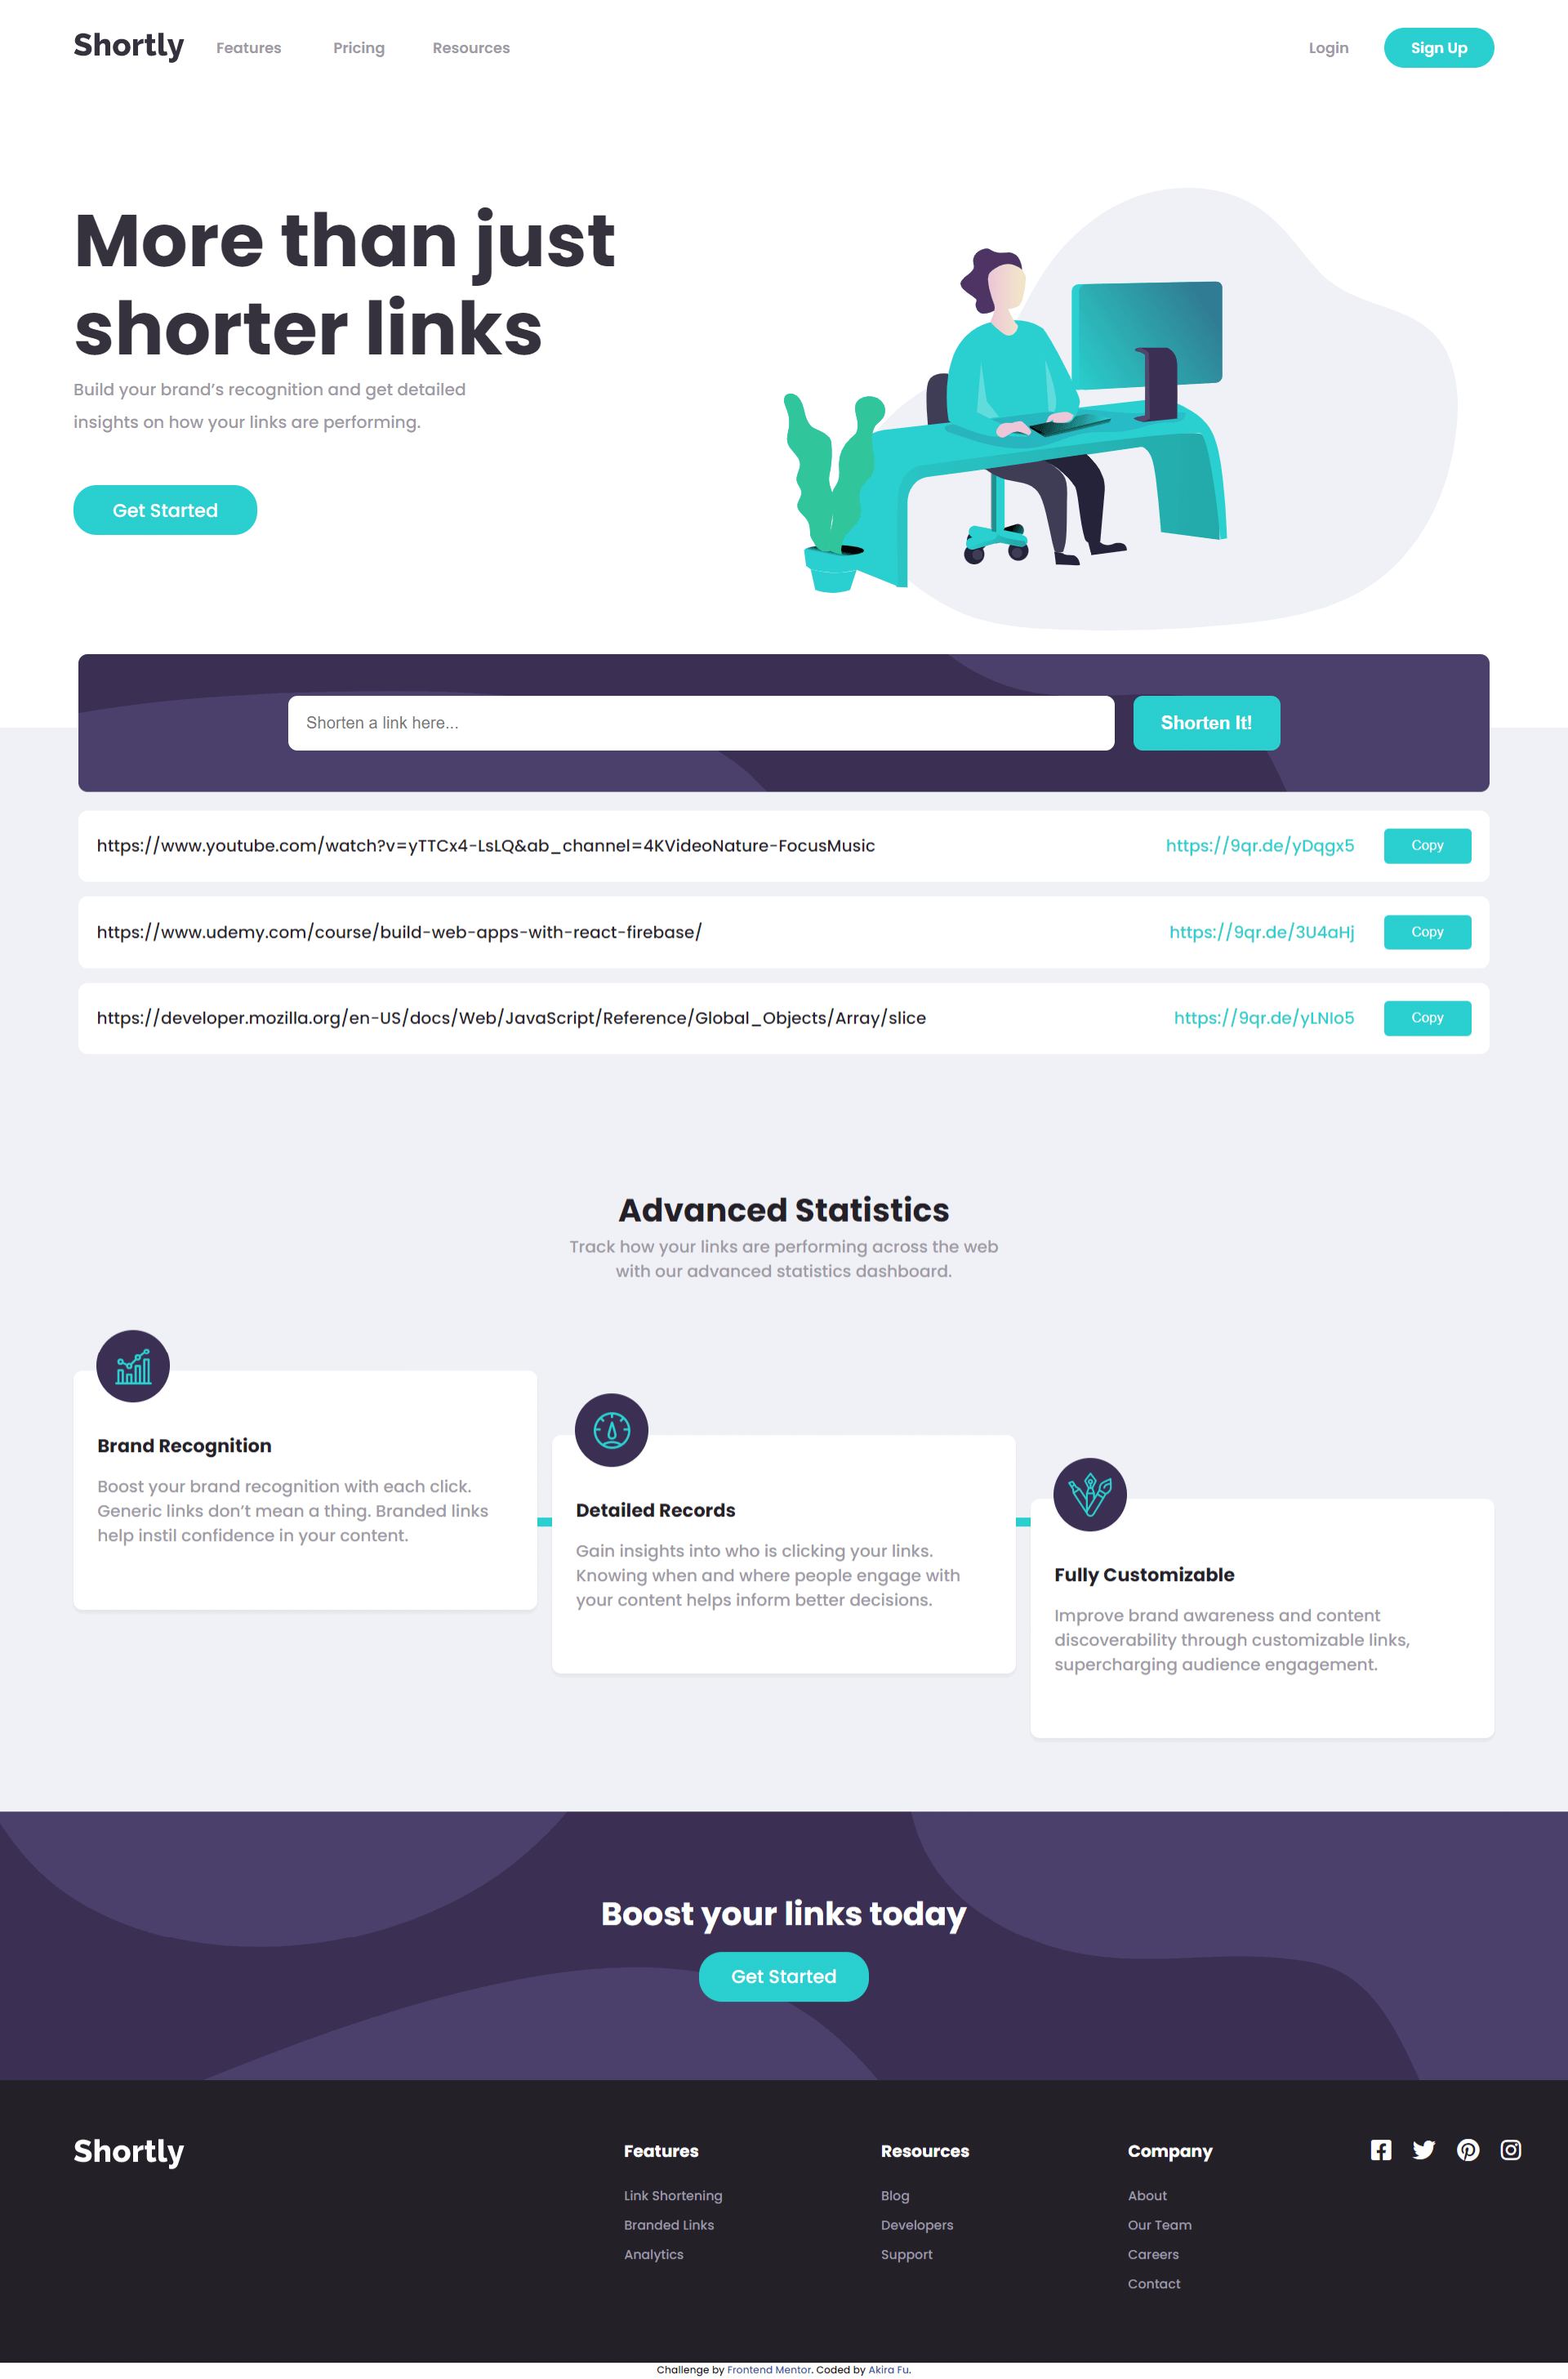 Shortly
Features
Pricing
Resources
Login
Sign Up
More than just
shorter links
Build your brand’s recognition and get detailed
insights on how your links are performing.
Get Started
Shorten a link here...
Shorten It!
https://www.youtube.com/watch?v=yTTCx4-LsLQ&ab_channel=4KVideoNature-FocusMusic
https://9qr.de/yDqgx5
Copy
https://www.udemy.com/course/build-web-apps-with-react-firebase/
https://9qr.de/3U4aHj
Copy
https://developer.mozilla.org/en-US/docs/Web/JavaScript/Reference/Global_Objects/Array/slice
https://9qr.de/yLNIo5
Copy
Advanced Statistics
Track how your links are performing across the web
with our advanced statistics dashboard.
Brand Recognition
Boost your brand recognition with each click.
Generic links don’t mean a thing. Branded links
help instil confidence in your content.
Detailed Records
Gain insights into who is clicking your links.
Knowing when and where people engage with
your content helps inform better decisions.
Fully Customizable
Improve brand awareness and content
discoverability through customizable links,
supercharging audience engagement.
Boost your links today
Get Started
Shortly
Features
Link Shortening
Branded Links
Analytics
Resources
Blog
Developers
Support
Company
About
Our Team
Careers
Contact
Challenge by Frontend Mentor. Coded by Akira Fu.